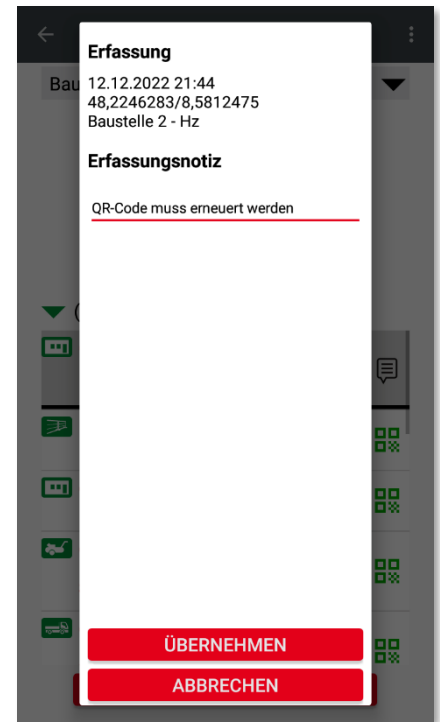 Erfassung
Bau
12.12.2022 21:44
48,2246283/8,5812475
Baustelle 2 - Hz
Erfassungsnotiz
QR-Code muss erneuert werden
(
ÜBERNEHMEN
ABBRECHEN